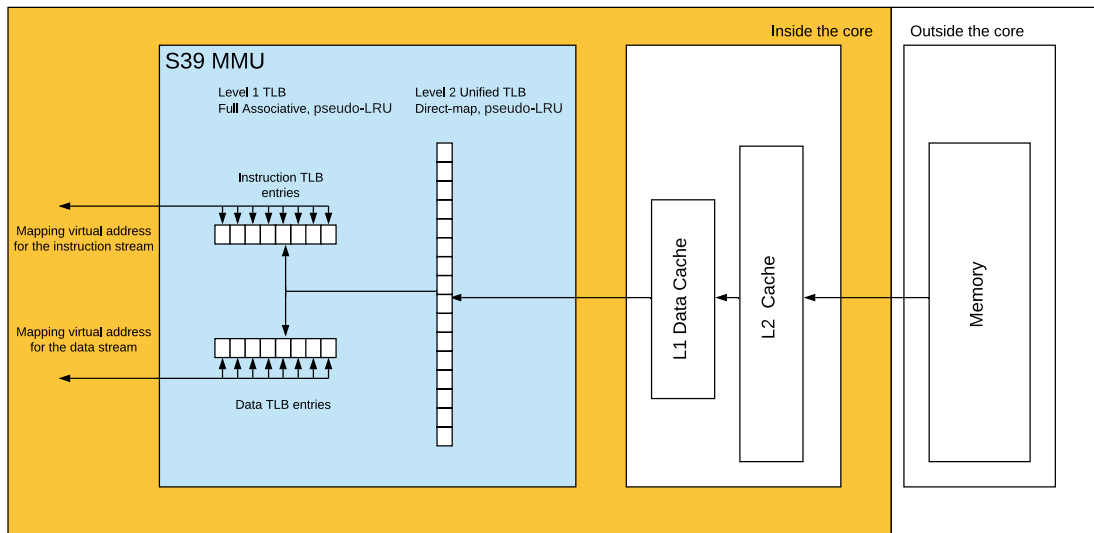 Inside the core
Outside the core
S39 MMU
Level 1 TLB
Full Associative, pseudo-LRU
Level 2 Unified TLB
Direct-map, pseudo-LRU
Instruction TLB
entries
Mapping virtual address
for the instruction stream
Mapping virtual address
for the data stream
Data TLB entries
L1 Data Cache
L2 Cache
Memory